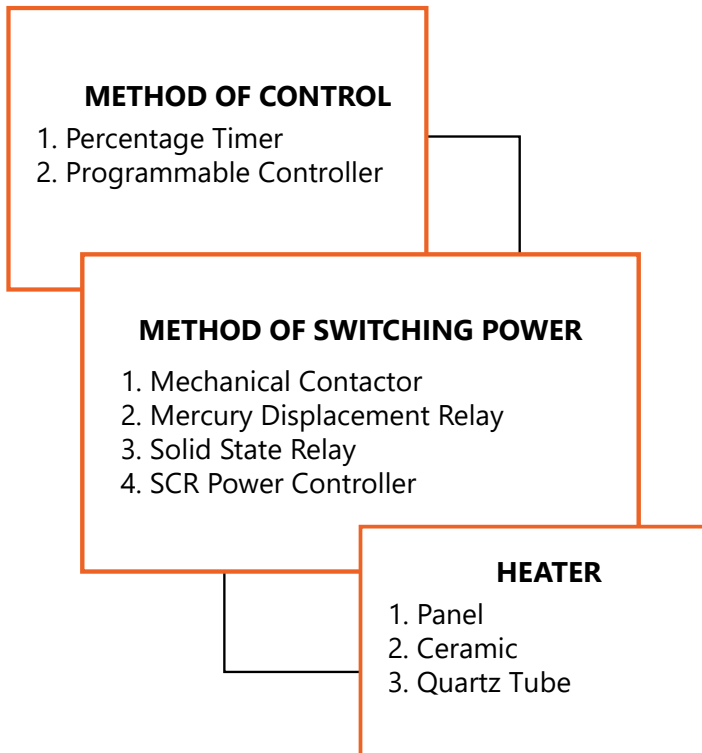 METHOD OF CONTROL
1. Percentage Timer
2. Programmable Controller
METHOD OF SWITCHING POWER
1. Mechanical Contactor
2. Mercury Displacement Relay
3. Solid State Relay
4. SCR Power Controller
HEATER
1. Panel
2. Ceramic
3. Quartz Tube